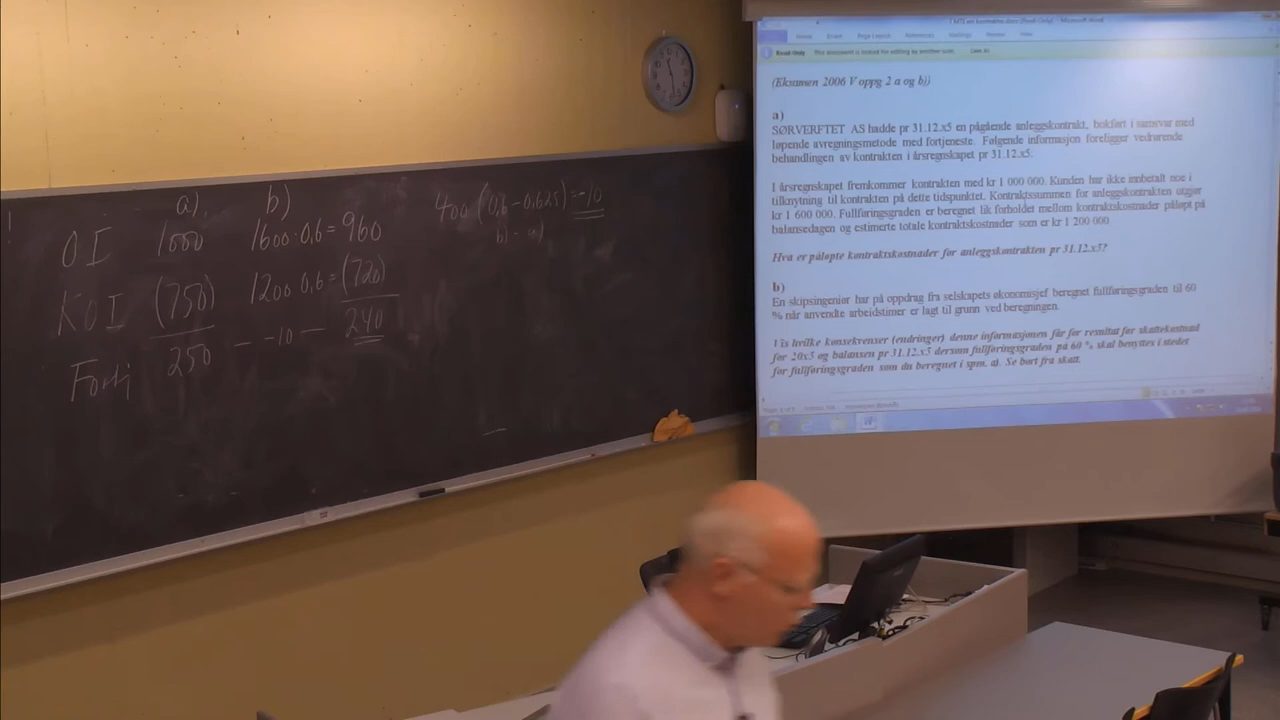 a) b)
OI 1000 1600·0,6=960
KOI (750) 1200 0,6=(720)
Fortj 250 — -10 — 240
400 (0,6-0,625)=-10
b) - a)
(Eksamen 2006 V oppg 2 a og b))
a)
SØRVERFTET AS hadde pr 31.12.x5 en pågående anleggskontrakt, bokført i samsvar med
løpende avregningsmetode med fortjeneste. Følgende informasjon foreligger vedrørende
behandlingen av kontrakten i årsregnskapet pr 31.12.x5:
I årsregnskapet fremkommer kontrakten med kr 1 000 000. Kunden har ikke innbetalt noe i
tilknytning til kontrakten på dette tidspunktet. Kontraktssummen for anleggskontrakten utgjør
kr 1 600 000. Fullføringsgraden er beregnet lik forholdet mellom kontraktskostnader påløpt på
balansedagen og estimerte totale kontraktskostnader som er kr 1 200 000.
Hva er påløpte kontraktskostnader for anleggskontrakten pr 31.12.x5?
b)
En skipsingeniør har på oppdrag fra selskapets økonomisjef beregnet fullføringsgraden til 60
% når anvendte arbeidstimer er lagt til grunn ved beregningen.
Vis hvilke konsekvenser (endringer) denne informasjonen får for resultat før skattekostnad
for 20x5 og balansen pr 31.12.x5 dersom fullføringsgraden på 60 % skal benyttes i stedet
for fullføringsgraden som du beregnet i spm. a). Se bort fra skatt.